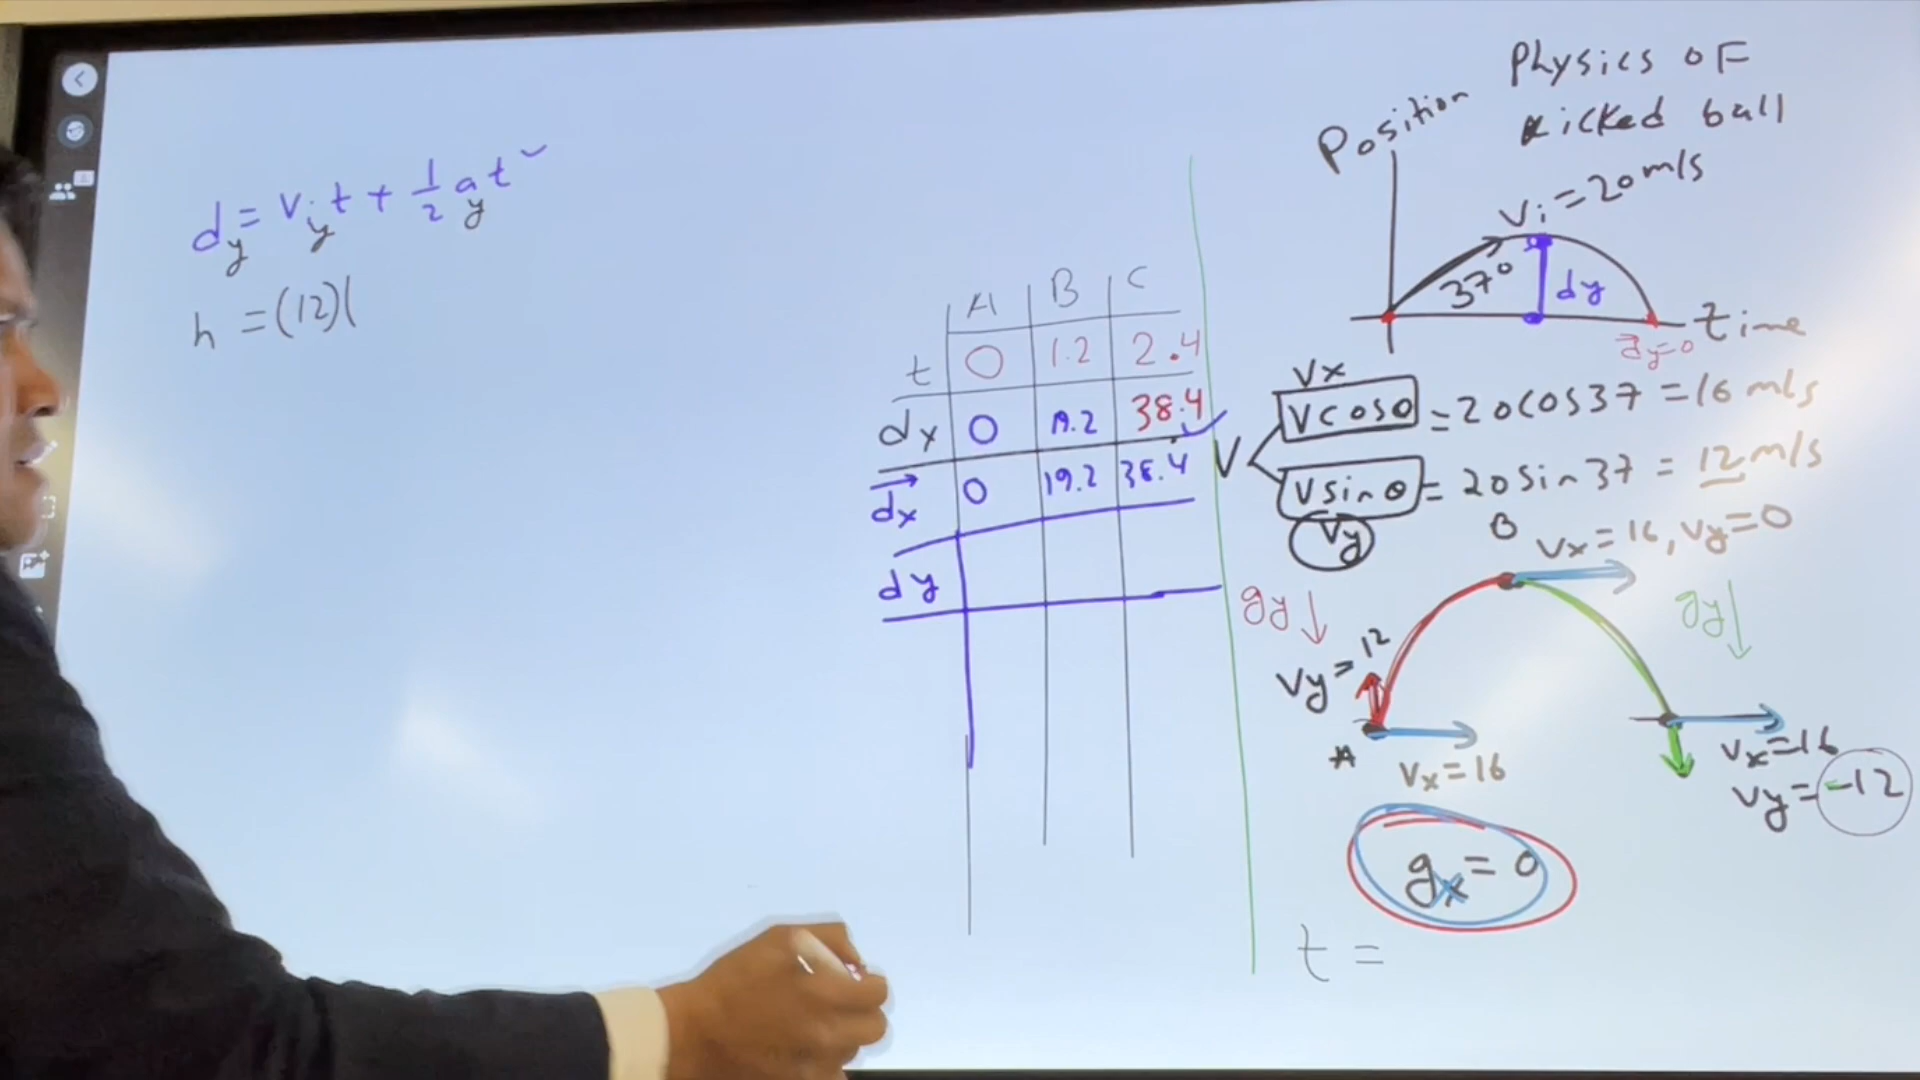 dy = viy t + 1/2 ay t²
h = (12)(
A B C
t 0 1.2 2.4
dx 0 19.2 38.4
dx 0 19.2 38.4
dy
Physics of
kicked ball
Position
Vi = 20 m/s
37°
dy
time
dy=0
Vx
V
Vcosθ = 20cos37 = 16 m/s
Vsinθ = 20sin37 = 12 m/s
Vy
B
Vx = 16, Vy = 0
gy↓
gy↓
Vy = 12
A
Vx = 16
Vx = 16
Vy = -12
gx = 0
t =